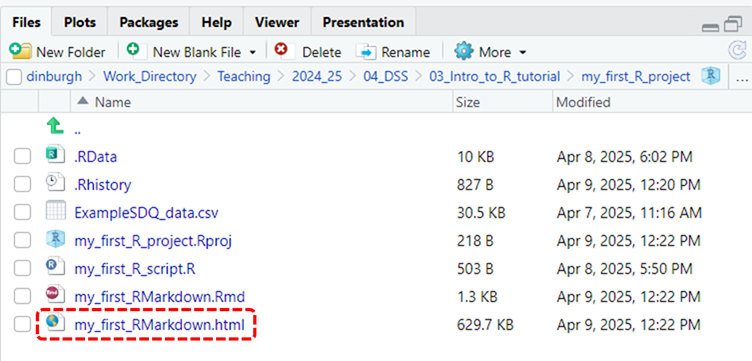 Files Plots Packages Help Viewer Presentation
New Folder New Blank File Delete Rename More
dinburgh > Work_Directory > Teaching > 2024_25 > 04_DSS > 03_Intro_to_R_tutorial > my_first_R_project R ...
Name Size Modified
..
.RData 10 KB Apr 8, 2025, 6:02 PM
.Rhistory 827 B Apr 9, 2025, 12:20 PM
ExampleSDQ_data.csv 30.5 KB Apr 7, 2025, 11:16 AM
my_first_R_project.Rproj 218 B Apr 9, 2025, 12:22 PM
my_first_R_script.R 503 B Apr 8, 2025, 5:50 PM
my_first_RMarkdown.Rmd 1.3 KB Apr 9, 2025, 12:22 PM
my_first_RMarkdown.html 629.7 KB Apr 9, 2025, 12:22 PM